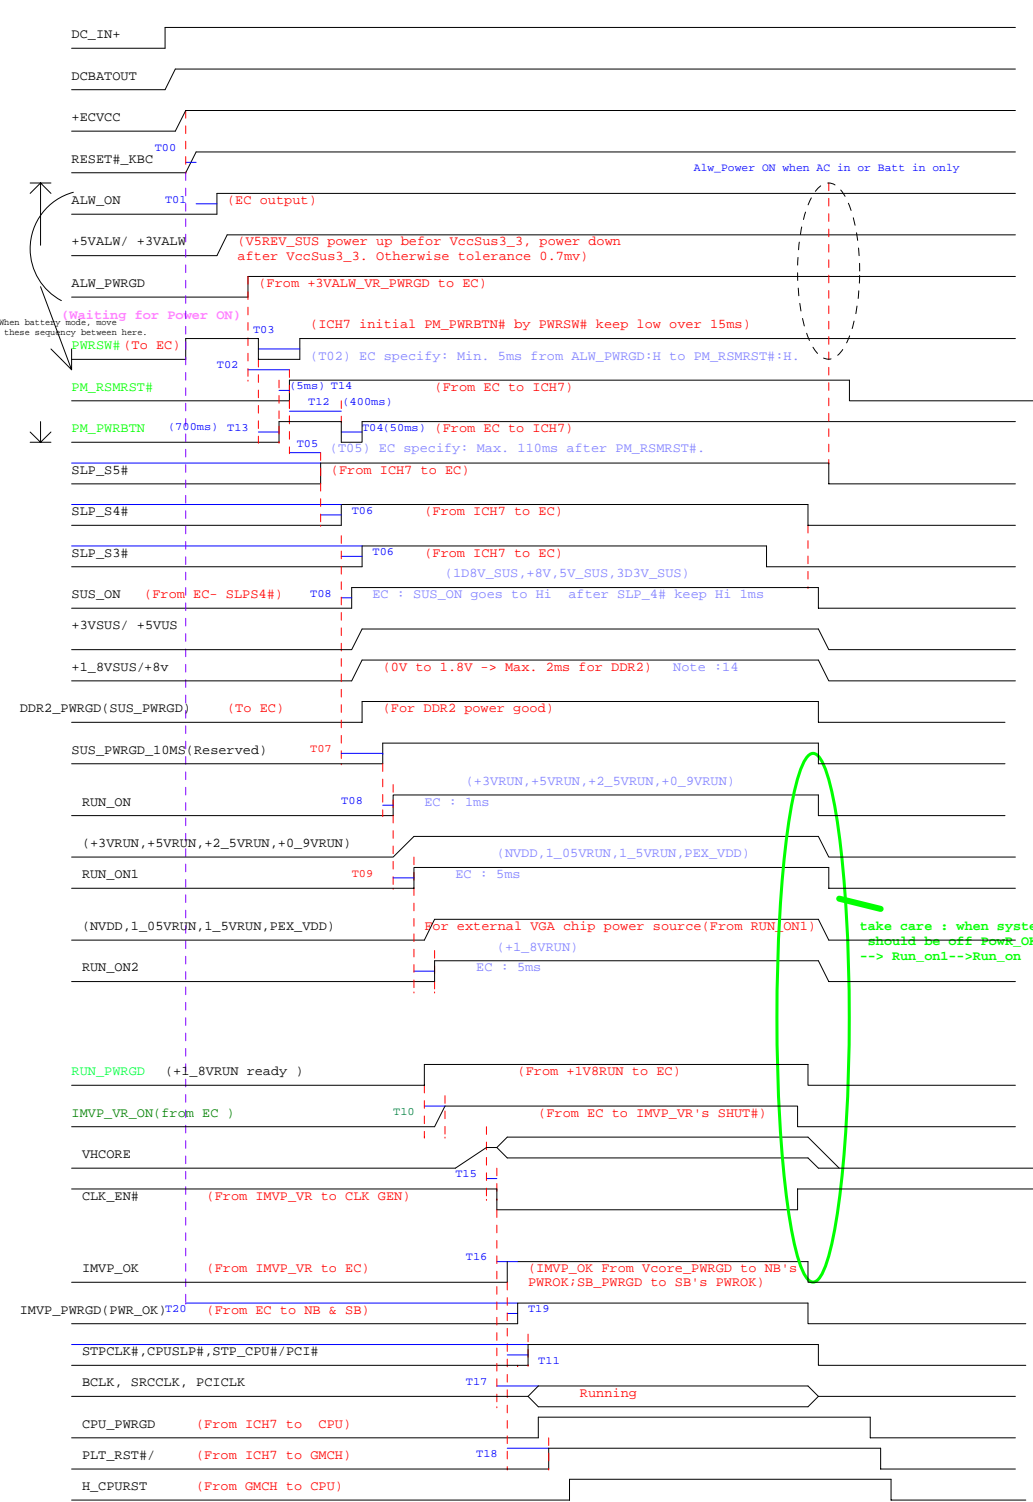 DC_IN+
DCBATOUT
+ECVCC
T00
RESET#_KBC
Alw_Power ON when AC in or Batt in only
ALW_ON T01 (EC output)
+5VALW/ +3VALW (V5REV_SUS power up befor VccSus3_3, power down
after VccSus3_3. Otherwise tolerance 0.7mv)
ALW_PWRGD (From +3VALW_VR_PWRGD to EC)
(Waiting for Power ON)
When battery mode, move
these sequency between here.
T03 (ICH7 initial PM_PWRBTN# by PWRSW# keep low over 15ms)
PWRSW# (To EC)
T02 (T02) EC specify: Min. 5ms from ALW_PWRGD:H to PM_RSMRST#:H.
PM_RSMRST# (5ms) T14 (From EC to ICH7)
T12 (400ms)
PM_PWRBTN (700ms) T13 T04(50ms) (From EC to ICH7)
T05 (T05) EC specify: Max. 110ms after PM_RSMRST#.
SLP_S5# (From ICH7 to EC)
SLP_S4# T06 (From ICH7 to EC)
SLP_S3# T06 (From ICH7 to EC)
(1D8V_SUS,+8V,5V_SUS,3D3V_SUS)
SUS_ON (From EC- SLPS4#) T08 EC : SUS_ON goes to Hi after SLP_4# keep Hi 1ms
+3VSUS/ +5VUS
+1_8VSUS/+8v (0V to 1.8V -> Max. 2ms for DDR2) Note :14
DDR2_PWRGD(SUS_PWRGD) (To EC) (For DDR2 power good)
SUS_PWRGD_10MS(Reserved) T07
(+3VRUN,+5VRUN,+2_5VRUN,+0_9VRUN)
RUN_ON T08 EC : 1ms
(+3VRUN,+5VRUN,+2_5VRUN,+0_9VRUN)
(NVDD,1_05VRUN,1_5VRUN,PEX_VDD)
RUN_ON1 T09 EC : 5ms
(NVDD,1_05VRUN,1_5VRUN,PEX_VDD) For external VGA chip power source(From RUN_ON1)
take care : when syste
should be off PowR_OK
--> Run_on1-->Run_on
(+1_8VRUN)
RUN_ON2 EC : 5ms
RUN_PWRGD (+1_8VRUN ready ) (From +1V8RUN to EC)
IMVP_VR_ON(from EC ) T10 (From EC to IMVP_VR's SHUT#)
VHCORE
T15
CLK_EN# (From IMVP_VR to CLK GEN)
T16
IMVP_OK (From IMVP_VR to EC) (IMVP_OK From Vcore_PWRGD to NB's
PWROK;SB_PWRGD to SB's PWROK)
IMVP_PWRGD(PWR_OK) T20 (From EC to NB & SB) T19
STPCLK#,CPUSLP#,STP_CPU#/PCI#
T11
BCLK, SRCCLK, PCICLK T17 Running
CPU_PWRGD (From ICH7 to CPU)
PLT_RST#/ (From ICH7 to GMCH) T18
H_CPURST (From GMCH to CPU)